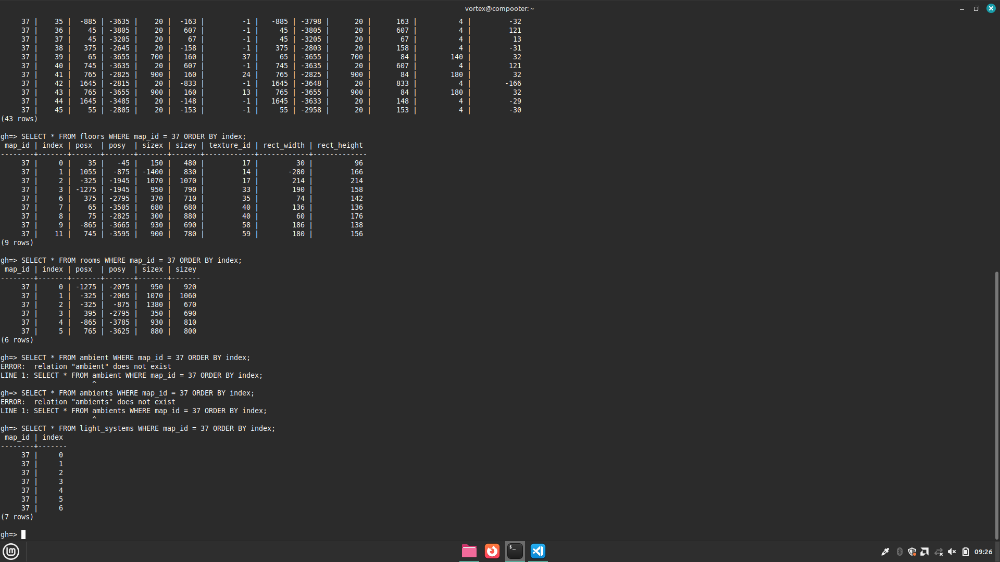 vortex@compooter: ~
37 | 35 | -885 | -3635 | 20 | -163 | -1 | -885 | -3798 | 20 | 163 | 4 | -32
37 | 36 | 45 | -3805 | 20 | 607 | -1 | 45 | -3805 | 20 | 607 | 4 | 121
37 | 37 | 45 | -3205 | 20 | 67 | -1 | 45 | -3205 | 20 | 67 | 4 | 13
37 | 38 | 375 | -2645 | 20 | -158 | -1 | 375 | -2803 | 20 | 158 | 4 | -31
37 | 39 | 65 | -3655 | 700 | 160 | 37 | 65 | -3655 | 700 | 84 | 140 | 32
37 | 40 | 745 | -3635 | 20 | 607 | -1 | 745 | -3635 | 20 | 607 | 4 | 121
37 | 41 | 765 | -2825 | 900 | 160 | 24 | 765 | -2825 | 900 | 84 | 180 | 32
37 | 42 | 1645 | -2815 | 20 | -833 | -1 | 1645 | -3648 | 20 | 833 | 4 | -166
37 | 43 | 765 | -3655 | 900 | 160 | 13 | 765 | -3655 | 900 | 84 | 180 | 32
37 | 44 | 1645 | -3485 | 20 | -148 | -1 | 1645 | -3633 | 20 | 148 | 4 | -29
37 | 45 | 55 | -2805 | 20 | -153 | -1 | 55 | -2958 | 20 | 153 | 4 | -30
(43 rows)
gh=> SELECT * FROM floors WHERE map_id = 37 ORDER BY index;
map_id | index | posx | posy | sizex | sizey | texture_id | rect_width | rect_height
--------+-------+-------+-------+-------+-------+------------+------------+-------------
37 | 0 | 35 | -45 | 150 | 480 | 17 | 30 | 96
37 | 1 | 1055 | -875 | -1400 | 830 | 14 | -280 | 166
37 | 2 | -325 | -1945 | 1070 | 1070 | 17 | 214 | 214
37 | 3 | -1275 | -1945 | 950 | 790 | 33 | 190 | 158
37 | 6 | 375 | -2795 | 370 | 710 | 35 | 74 | 142
37 | 7 | 65 | -3505 | 680 | 680 | 40 | 136 | 136
37 | 8 | 75 | -2825 | 300 | 880 | 40 | 60 | 176
37 | 9 | -865 | -3665 | 930 | 690 | 58 | 186 | 138
37 | 11 | 745 | -3595 | 900 | 780 | 59 | 180 | 156
(9 rows)
gh=> SELECT * FROM rooms WHERE map_id = 37 ORDER BY index;
map_id | index | posx | posy | sizex | sizey
--------+-------+-------+-------+-------+-------
37 | 0 | -1275 | -2075 | 950 | 920
37 | 1 | -325 | -2065 | 1070 | 1060
37 | 2 | -325 | -875 | 1380 | 670
37 | 3 | 395 | -2795 | 350 | 690
37 | 4 | -865 | -3785 | 930 | 810
37 | 5 | 765 | -3625 | 880 | 800
(6 rows)
gh=> SELECT * FROM ambient WHERE map_id = 37 ORDER BY index;
ERROR:  relation "ambient" does not exist
LINE 1: SELECT * FROM ambient WHERE map_id = 37 ORDER BY index;
^
gh=> SELECT * FROM ambients WHERE map_id = 37 ORDER BY index;
ERROR:  relation "ambients" does not exist
LINE 1: SELECT * FROM ambients WHERE map_id = 37 ORDER BY index;
^
gh=> SELECT * FROM light_systems WHERE map_id = 37 ORDER BY index;
map_id | index
--------+-------
37 | 0
37 | 1
37 | 2
37 | 3
37 | 4
37 | 5
37 | 6
(7 rows)
gh=>
09:26